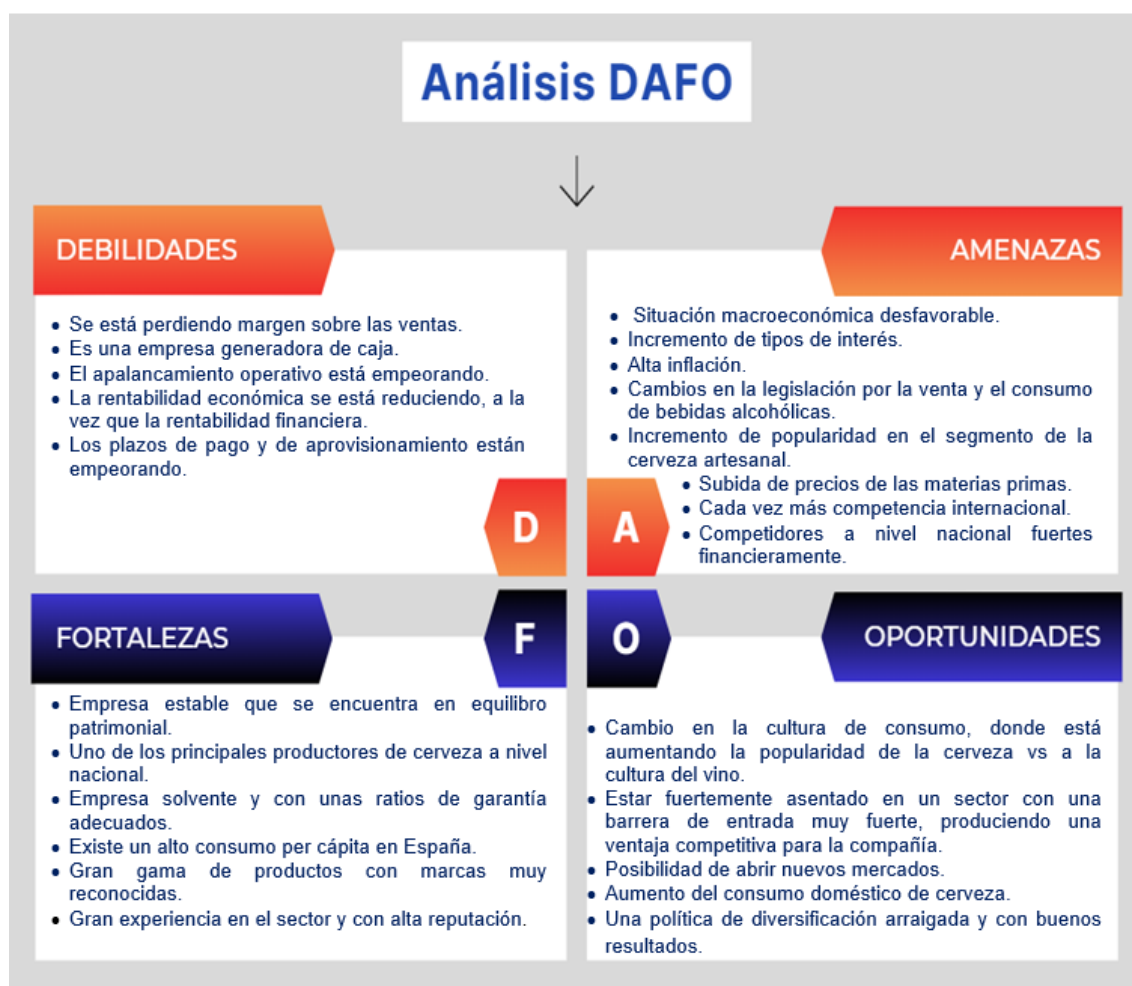 Análisis DAFO
DEBILIDADES
• Se está perdiendo margen sobre las ventas.
• Es una empresa generadora de caja.
• El apalancamiento operativo está empeorando.
• La rentabilidad económica se está reduciendo, a la
vez que la rentabilidad financiera.
• Los plazos de pago y de aprovisionamiento están
empeorando.
D
AMENAZAS
• Situación macroeconómica desfavorable.
• Incremento de tipos de interés.
• Alta inflación.
• Cambios en la legislación por la venta y el consumo
de bebidas alcohólicas.
• Incremento de popularidad en el segmento de la
cerveza artesanal.
• Subida de precios de las materias primas.
• Cada vez más competencia internacional.
• Competidores a nivel nacional fuertes
financieramente.
A
FORTALEZAS
F
• Empresa estable que se encuentra en equilibro
patrimonial.
• Uno de los principales productores de cerveza a nivel
nacional.
• Empresa solvente y con unas ratios de garantía
adecuados.
• Existe un alto consumo per cápita en España.
• Gran gama de productos con marcas muy
reconocidas.
• Gran experiencia en el sector y con alta reputación.
O
OPORTUNIDADES
• Cambio en la cultura de consumo, donde está
aumentando la popularidad de la cerveza vs a la
cultura del vino.
• Estar fuertemente asentado en un sector con una
barrera de entrada muy fuerte, produciendo una
ventaja competitiva para la compañía.
• Posibilidad de abrir nuevos mercados.
• Aumento del consumo doméstico de cerveza.
• Una política de diversificación arraigada y con buenos
resultados.